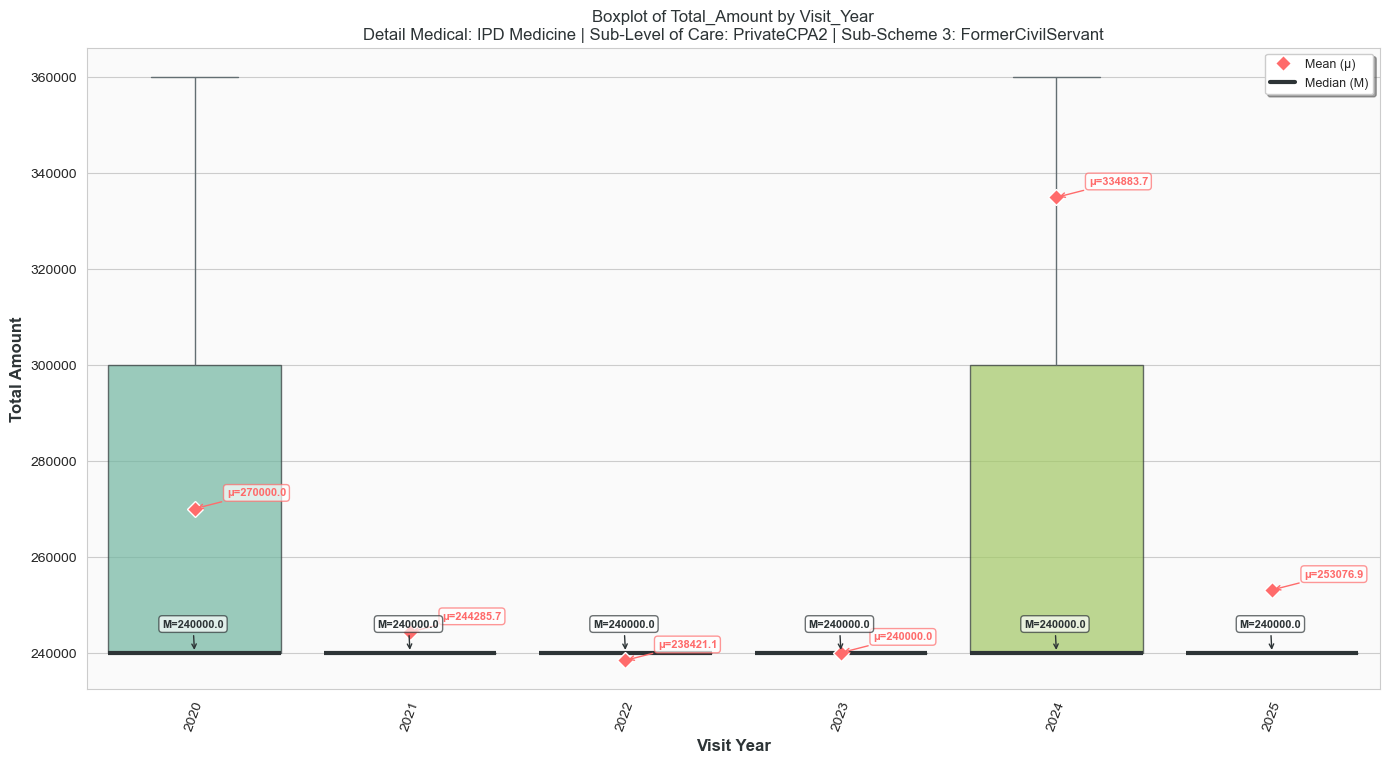 Boxplot of Total_Amount by Visit_Year
Detail Medical: IPD Medicine | Sub-Level of Care: PrivateCPA2 | Sub-Scheme 3: FormerCivilServant
Mean (μ)
Median (M)
360000
340000
320000
300000
280000
260000
240000
Total Amount
μ=334883.7
μ=270000.0
μ=253076.9
μ=244285.7
μ=240000.0
μ=238421.1
M=240000.0
M=240000.0
M=240000.0
M=240000.0
M=240000.0
M=240000.0
2020
2021
2022
2023
2024
2025
Visit Year